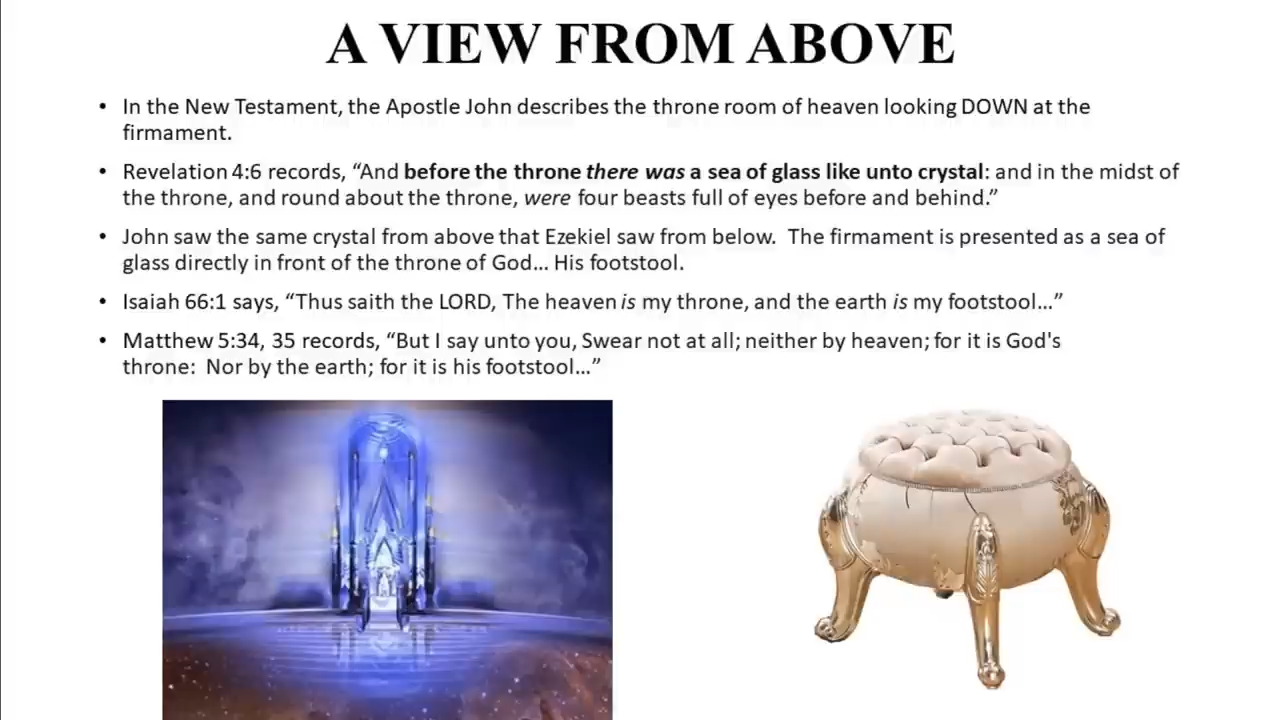 A VIEW FROM ABOVE
• In the New Testament, the Apostle John describes the throne room of heaven looking DOWN at the
firmament.
• Revelation 4:6 records, “And before the throne there was a sea of glass like unto crystal: and in the midst of
the throne, and round about the throne, were four beasts full of eyes before and behind.”
• John saw the same crystal from above that Ezekiel saw from below.  The firmament is presented as a sea of
glass directly in front of the throne of God... His footstool.
• Isaiah 66:1 says, “Thus saith the LORD, The heaven is my throne, and the earth is my footstool...”
• Matthew 5:34, 35 records, “But I say unto you, Swear not at all; neither by heaven; for it is God's
throne:  Nor by the earth; for it is his footstool...”